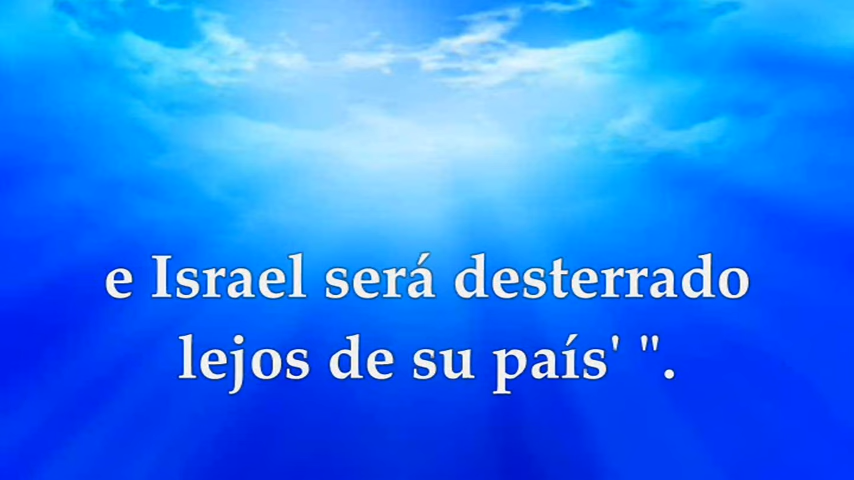 e Israel será desterrado
lejos de su país' ".